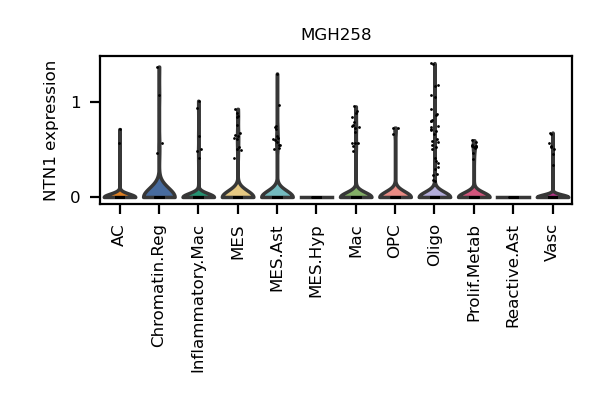 MGH258
NTN1 expression
1
0
AC
Chromatin.Reg
Inflammatory.Mac
MES
MES.Ast
MES.Hyp
Mac
OPC
Oligo
Prolif.Metab
Reactive.Ast
Vasc